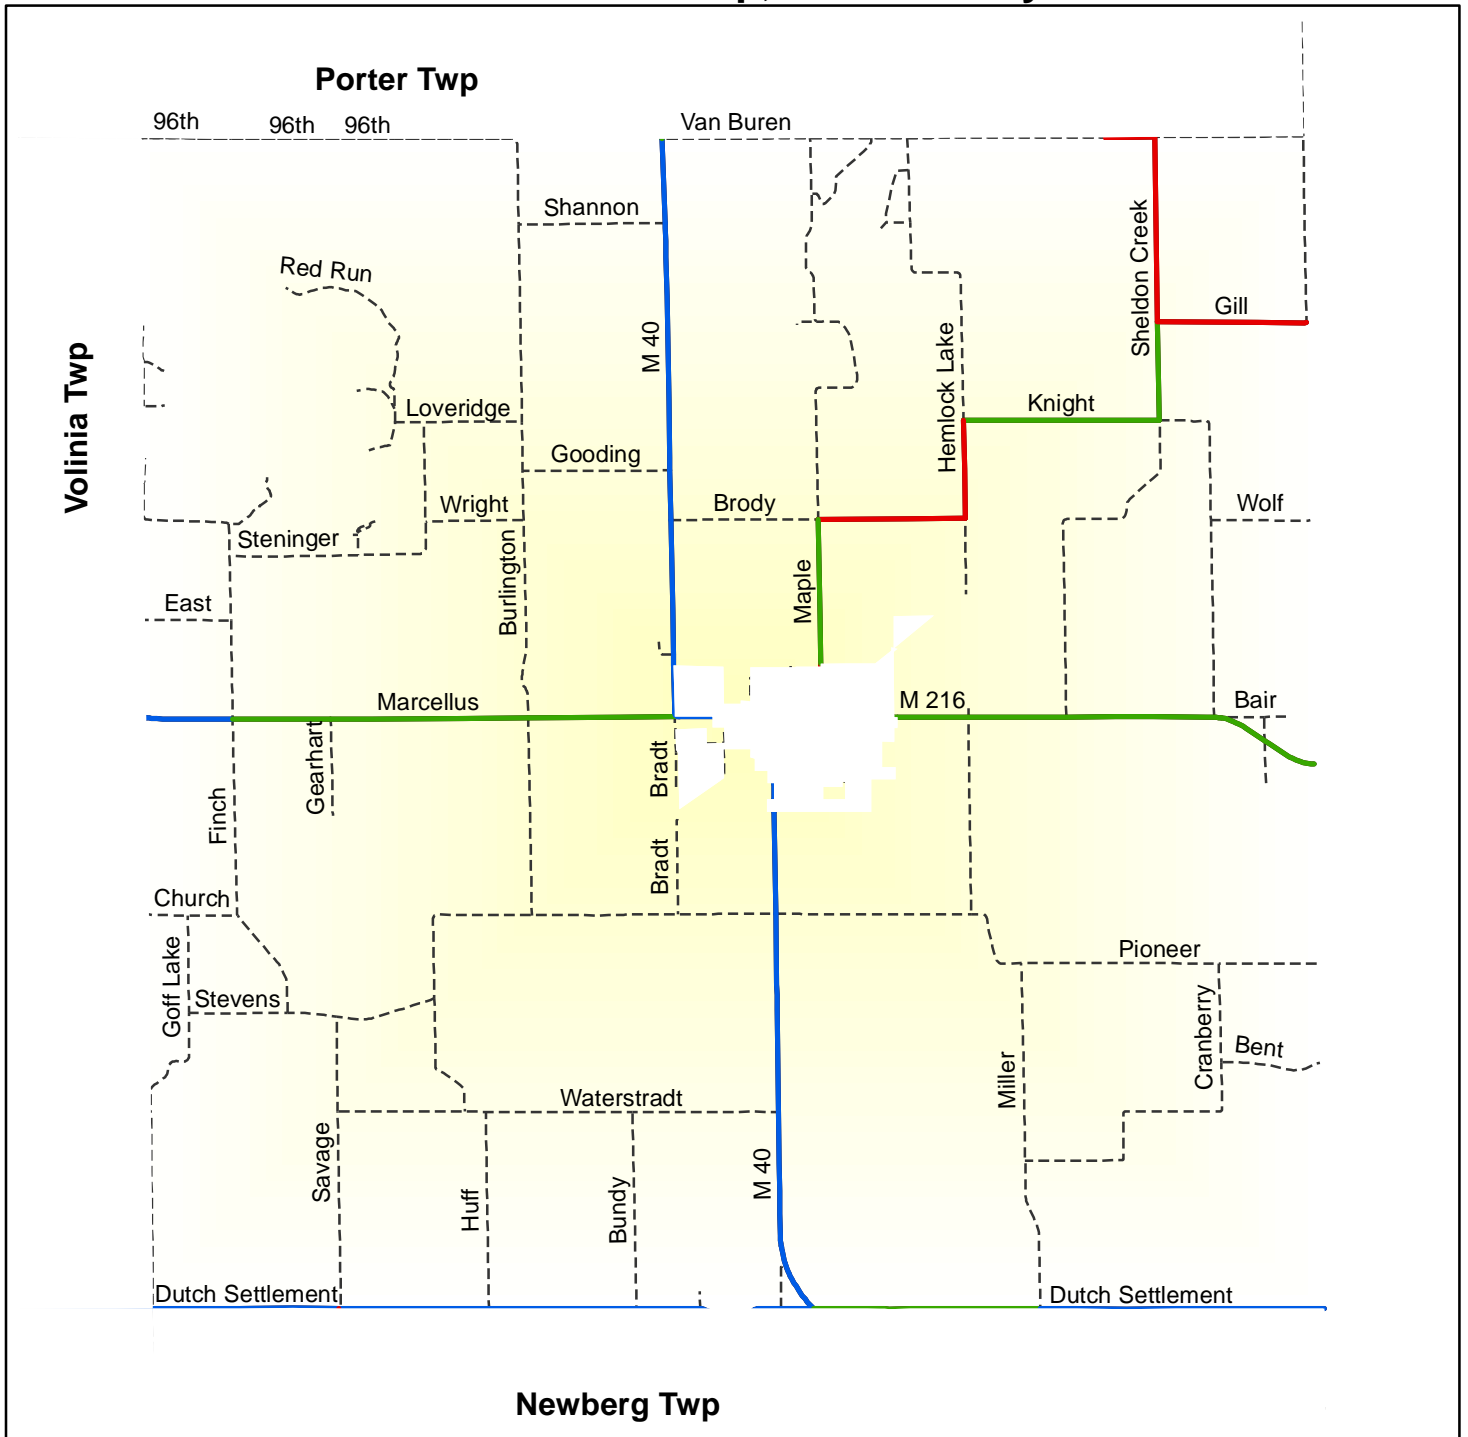 Porter Twp
96th
96th
96th
Van Buren
Shannon
Red Run
Sheldon Creek
Gill
M 40
Volinia Twp
Hemlock Lake
Loveridge
Knight
Gooding
Wright
Brody
Wolf
Steninger
Burlington
Maple
East
Marcellus
M 216
Bair
Gearhart
Bradt
Finch
Bradt
Church
Goff Lake
Pioneer
Stevens
Cranberry
Bent
Miller
Waterstradt
Savage
M 40
Huff
Bundy
Dutch Settlement
Dutch Settlement
Newberg Twp